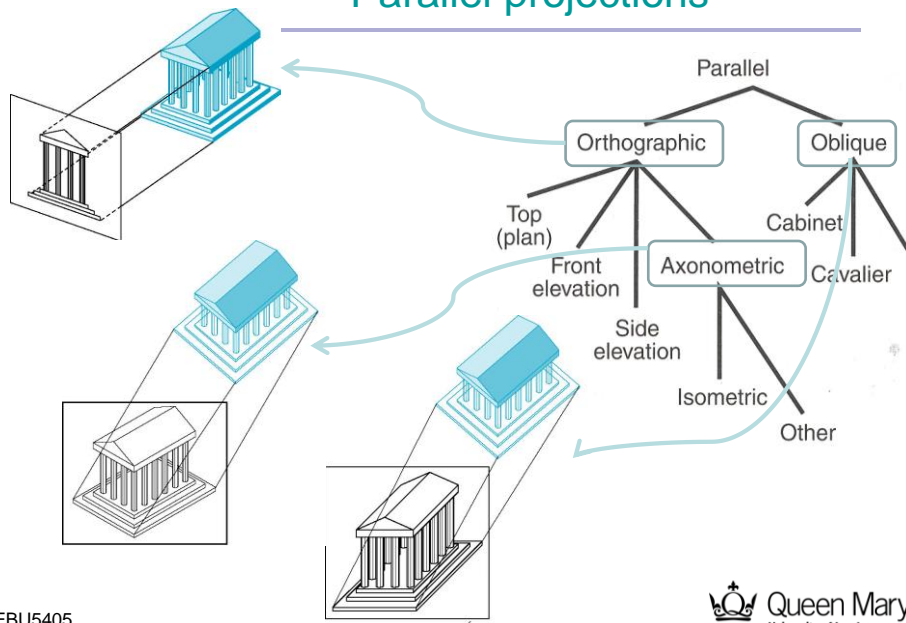 Parallel projections
Parallel
Orthographic
Oblique
Top
(plan)
Front
elevation
Side
elevation
Axonometric
Isometric
Other
Cabinet
Cavalier
EBU5405
Queen Mary